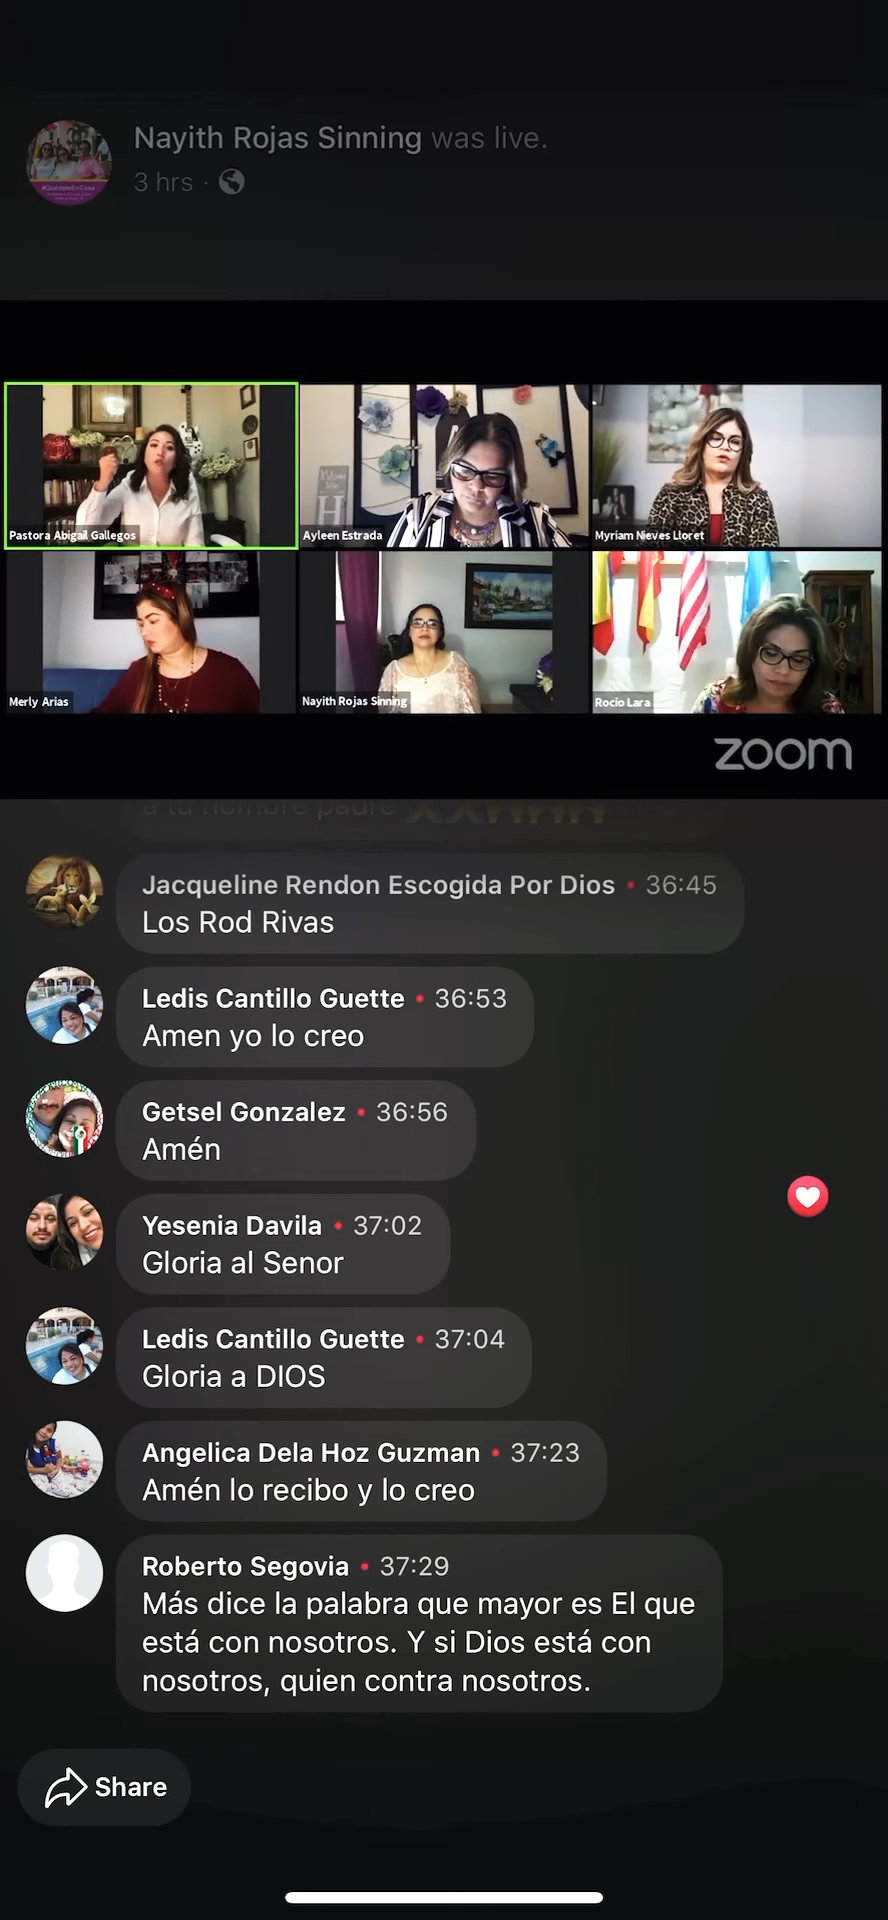 Nayith Rojas Sinning was live.
3 hrs ·
#QuédateEnCasa
Pastora Abigail Gallegos
Ayleen Estrada
Myriam Nieves Lloret
Merly Arias
Nayith Rojas Sinning
Rocio Lara
zoom
a tu nombre padre
Jacqueline Rendon Escogida Por Dios • 36:45
Los Rod Rivas
Ledis Cantillo Guette • 36:53
Amen yo lo creo
Getsel Gonzalez • 36:56
Amén
Yesenia Davila • 37:02
Gloria al Senor
Ledis Cantillo Guette • 37:04
Gloria a DIOS
Angelica Dela Hoz Guzman • 37:23
Amén lo recibo y lo creo
Roberto Segovia • 37:29
Más dice la palabra que mayor es El que
está con nosotros. Y si Dios está con
nosotros, quien contra nosotros.
Share